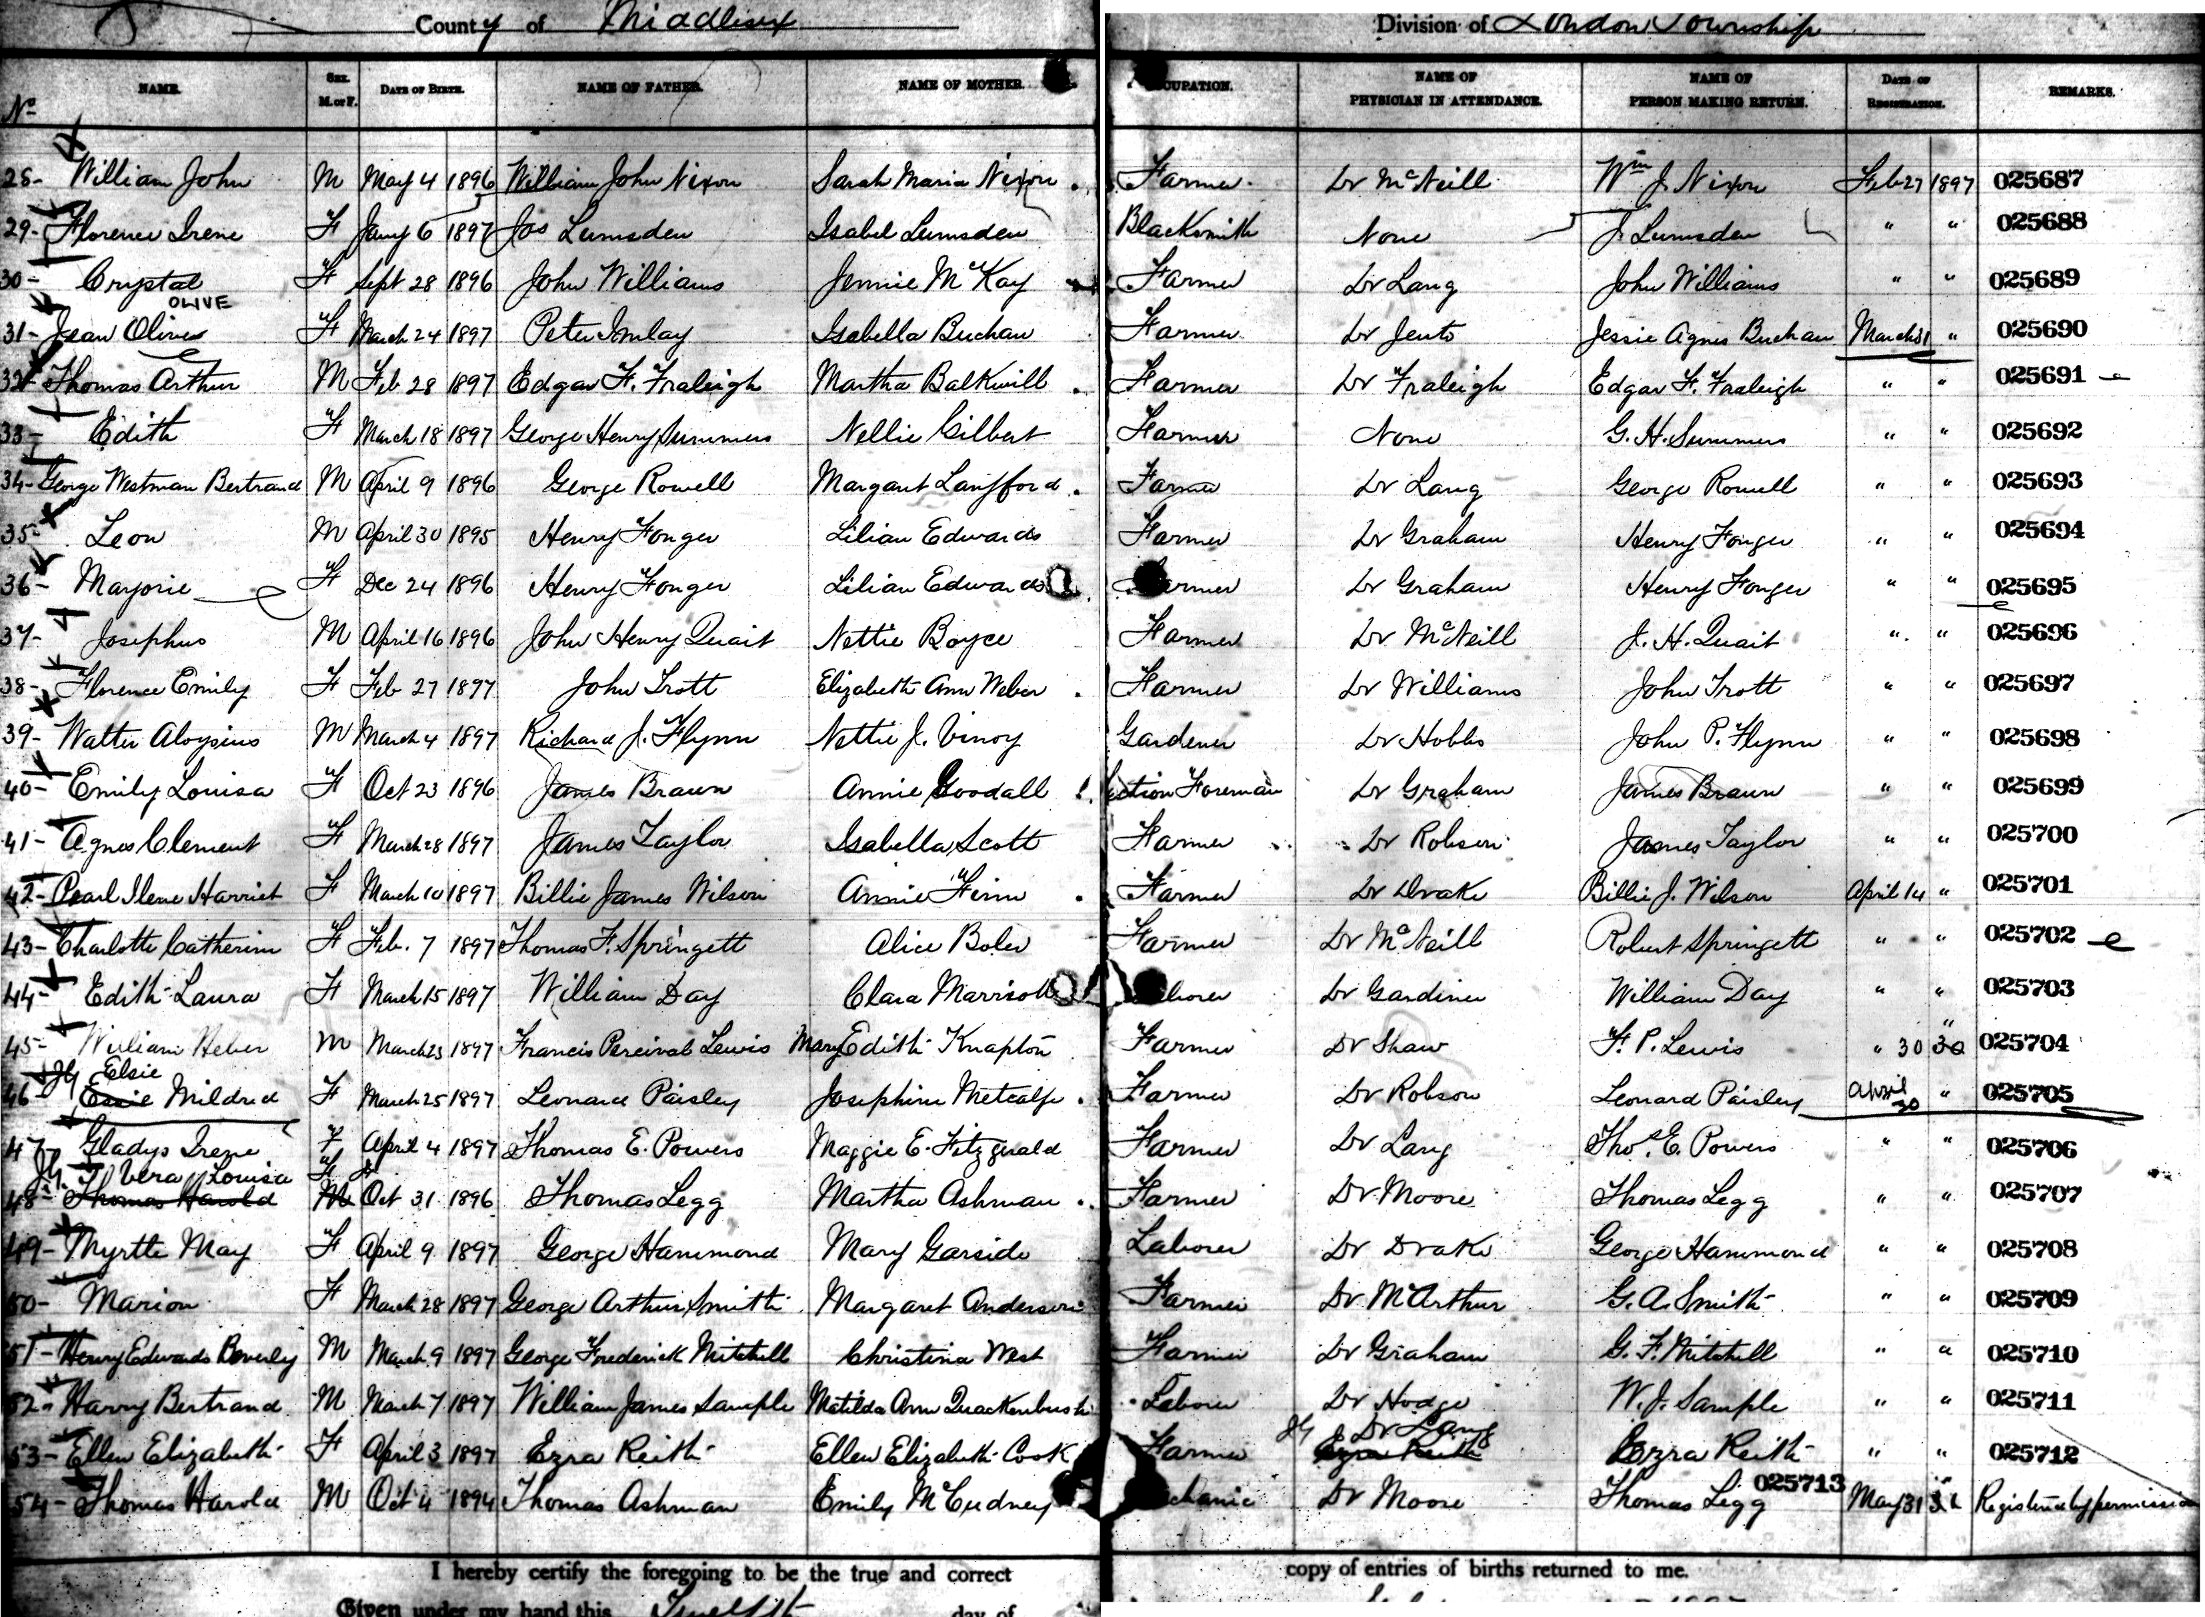 County of Middlesex Division of London Township
No NAME. SEX. M. or F. DATE OF BIRTH. NAME OF FATHER. NAME OF MOTHER. OCCUPATION. NAME OF PHYSICIAN IN ATTENDANCE. NAME OF PERSON MAKING RETURN. DATE OF REGISTRATION. REMARKS.
28- William John M May 4 1896 William John Nixon Sarah Maria Nixon Farmer Dr McNeill Wm J. Nixon Feb 27 1897 025687
29- Florence Irene F Jany 6 1897 Jos Lumsden Isabel Lumsden Blacksmith None J. Lumsden " " 025688
30- Crystal F Sept 28 1896 John Williams Jennie McKay Farmer Dr Lang John Williams " " 025689
OLIVE
31- Jean Olive F March 24 1897 Peter Imlay Isabella Buchan Farmer Dr Jento Jessie Agnes Buchan March 31 " 025690
32- Thomas Arthur M Feb 28 1897 Edgar F. Fraleigh Martha Balkwill Farmer Dr Fraleigh Edgar F. Fraleigh " " 025691
33- Edith F March 18 1897 George Henry Summers Nellie Gilbert Farmer None G. H. Summers " " 025692
34- George Westman Bertrand M April 9 1896 George Rowell Margaret Langford Farmer Dr Lang George Rowell " " 025693
35- Leon M April 30 1895 Henry Fonger Lilian Edwards Farmer Dr Graham Henry Fonger " " 025694
36- Marjorie F Dec 24 1896 Henry Fonger Lilian Edwards Farmer Dr Graham Henry Fonger " " 025695
37- Josephus M April 16 1896 John Henry Quait Nettie Boyce Farmer Dr McNeill J. H. Quait " " 025696
38- Florence Emily F Feb 27 1897 John Trott Elizabeth Ann Weber Farmer Dr Williams John Trott " " 025697
39- Walter Aloysius M March 4 1897 Richard J. Flynn Nettie J. Vinoy Gardener Dr Hobbs John P. Flynn " " 025698
40- Emily Louisa F Oct 23 1896 James Braun Annie Goodall Section Foreman Dr Graham James Braun " " 025699
41- Agnes Clement F March 28 1897 James Taylor Isabella Scott Farmer Dr Robson James Taylor " " 025700
42- Pearl Ilene Harriet F March 10 1897 Billie James Wilson Annie Finn Farmer Dr Drake Billie J. Wilson April 14 " 025701
43- Charlotte Catherine F Feb. 7 1897 Thomas F. Springett Alice Boler Farmer Dr McNeill Robert Springett " " 025702
44- Edith Laura F March 15 1897 William Day Clara Marrisott Laborer Dr Gardiner William Day " " 025703
45- William Heber M March 23 1897 Francis Percival Lewis Mary Edith Knapton Farmer Dr Shaw F. P. Lewis " 30 30 " 025704
Elsie
46- Essie Mildred F March 25 1897 Leonard Paisley Josephine Metcalfe Farmer Dr Robson Leonard Paisley April 30 " 025705
47 Gladys Irene F April 4 1897 Thomas E. Powers Maggie E. Fitzgerald Farmer Dr Lang Thos. E. Powers " " 025706
Vera Louisa F
48- Thomas Harold M Oct 31 1896 Thomas Legg Martha Ashman Farmer Dr Moore Thomas Legg " " 025707
49- Myrtle May F April 9 1897 George Hammond Mary Garside Laborer Dr Drake George Hammond " " 025708
50- Marion F March 28 1897 George Arthur Smith Margaret Anderson Farmer Dr McArthur G. A. Smith " " 025709
51- Henry Edwards Beverly M March 9 1897 George Frederick Mitchell Christina West Farmer Dr Graham G. F. Mitchell " " 025710
52- Harry Bertrand M March 7 1897 William James Sample Matilda Ann Quackenbush Laborer Dr Hodge W. J. Sample " " 025711
Dr Lang
53- Ellen Elizabeth F April 3 1897 Ezra Reith Ellen Elizabeth Cook Farmer Ezra Reith Ezra Reith " " 025712
54- Thomas Harold M Oct 4 1894 Thomas Ashman Emily McCudney Mechanic Dr Moore Thomas Legg 025713 May 31 Registered by permission
I hereby certify the foregoing to be the true and correct copy of entries of births returned to me.
Given under my hand this Twelfth day of